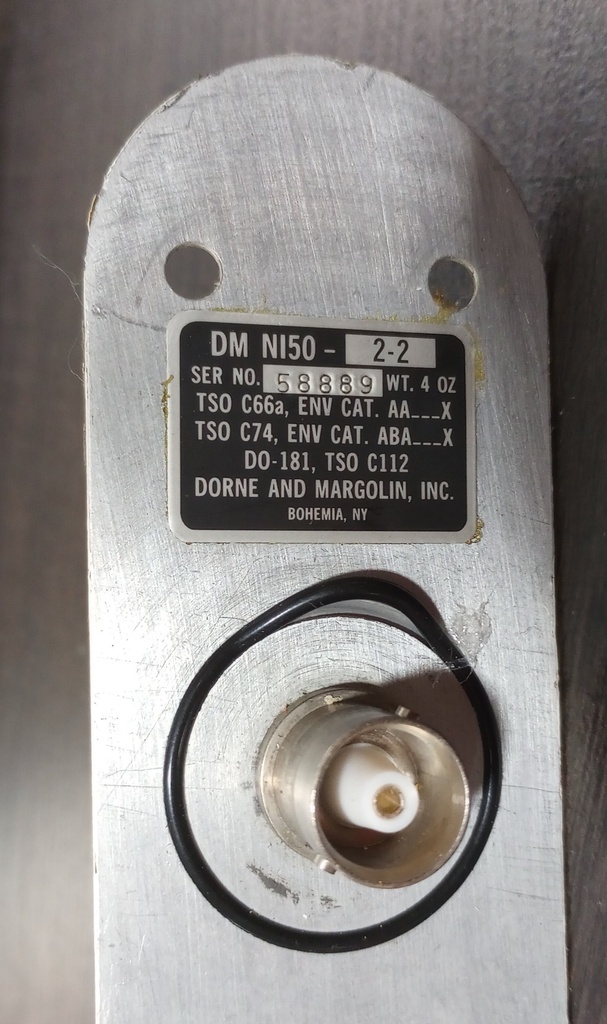 DM NI50 - 2-2
SER NO. 58889 WT. 4 OZ
TSO C66a, ENV CAT. AA___X
TSO C74, ENV CAT. ABA___X
DO-181, TSO C112
DORNE AND MARGOLIN, INC.
BOHEMIA, NY